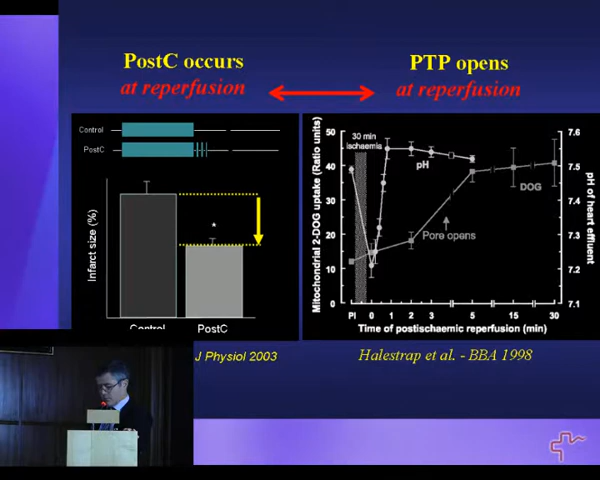 PostC occurs
at reperfusion
PTP opens
at reperfusion
Control
PostC
Infarct size (%)
*
Control
PostC
J Physiol 2003
Mitochondrial 2-DOG uptake (Ratio units)
50
40
30
20
10
0
30 min
ischaemia
pH
DOG
Pore opens
7.6
7.5
7.4
7.3
7.2
7.1
pH of heart effluent
PI 0 1 2 3 5 15 30
Time of postischaemic reperfusion (min)
Halestrap et al. - BBA 1998